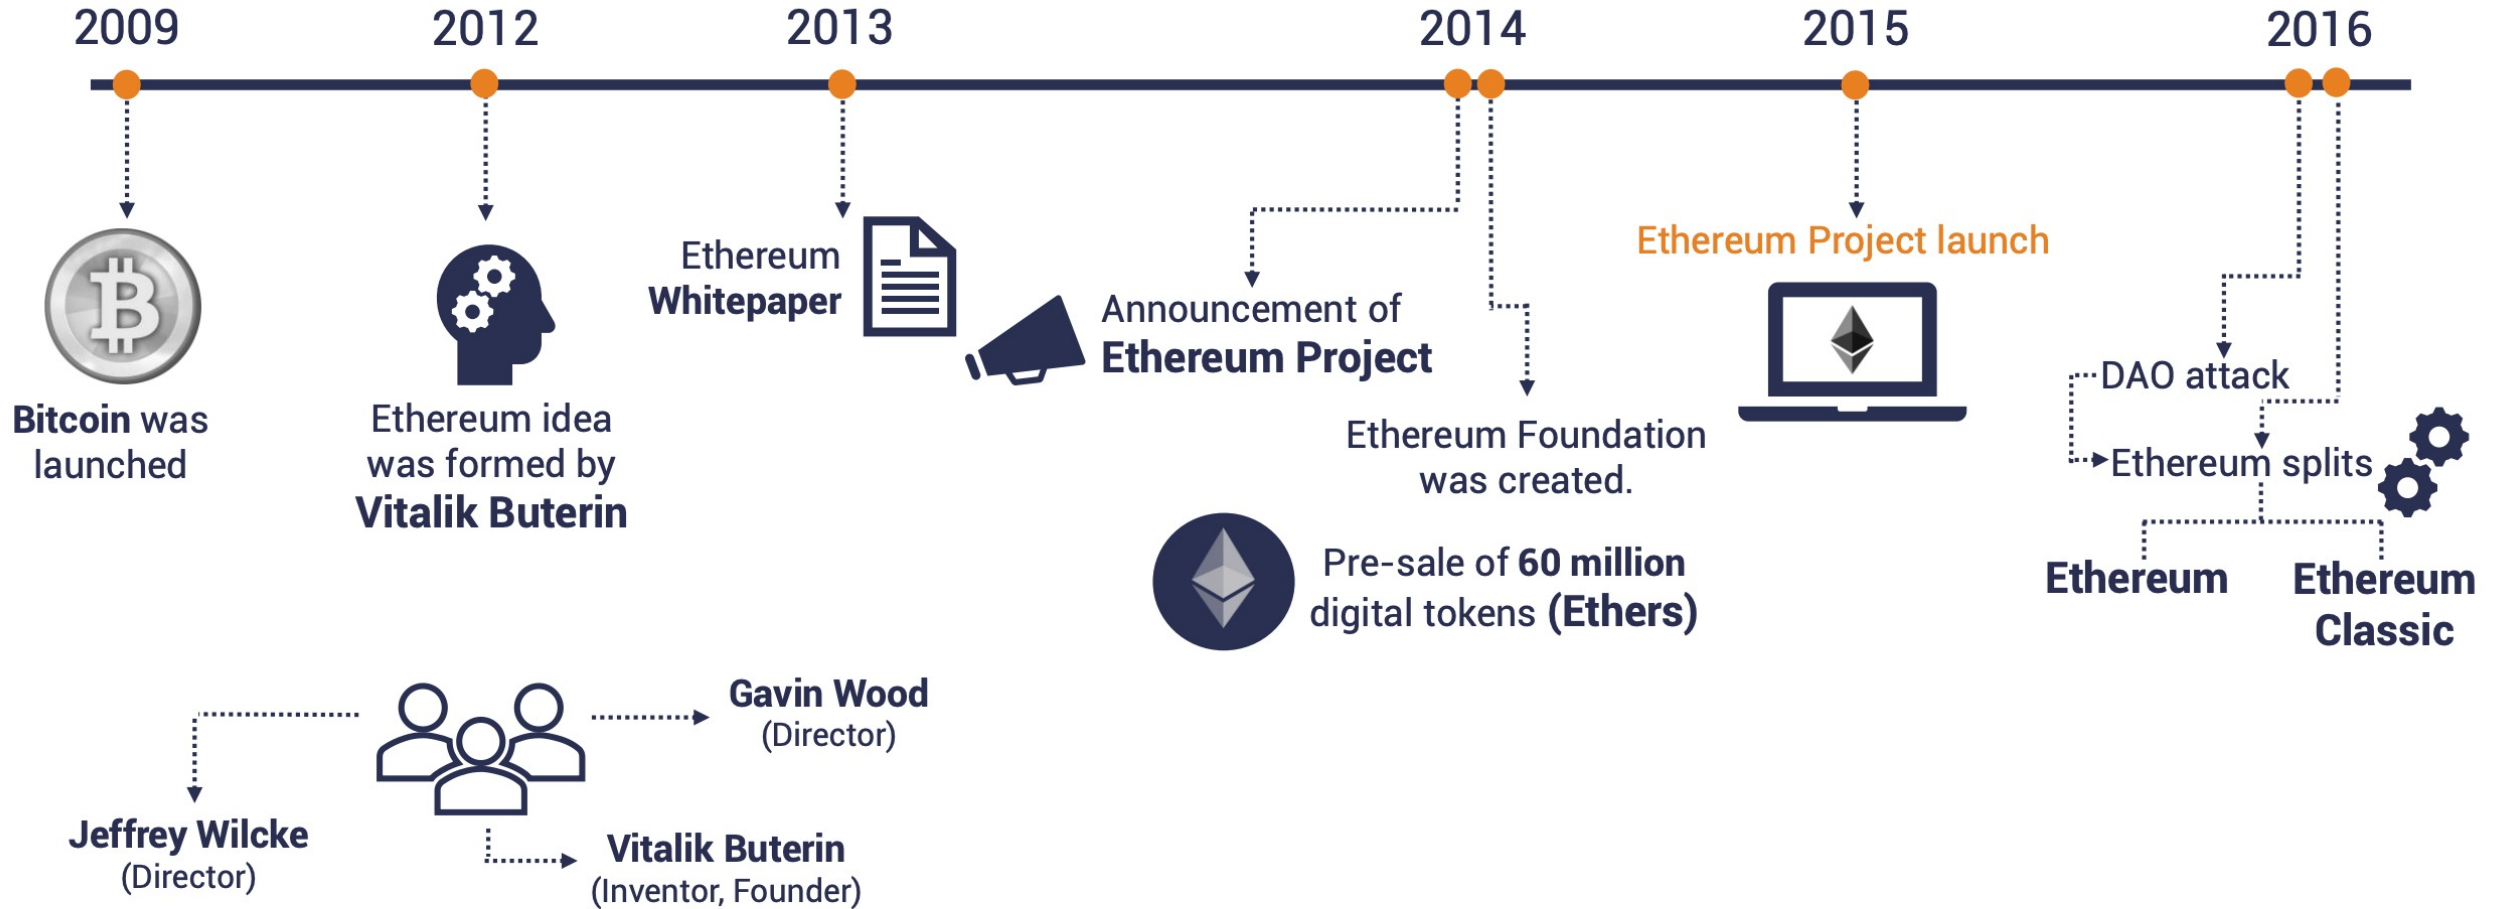 2009
2012
2013
2014
2015
2016
Bitcoin was
launched
Ethereum idea
was formed by
Vitalik Buterin
Ethereum
Whitepaper
Announcement of
Ethereum Project
Ethereum Foundation
was created.
Pre-sale of 60 million
digital tokens (Ethers)
Ethereum Project launch
DAO attack
Ethereum splits
Ethereum
Ethereum
Classic
Jeffrey Wilcke
(Director)
Gavin Wood
(Director)
Vitalik Buterin
(Inventor, Founder)